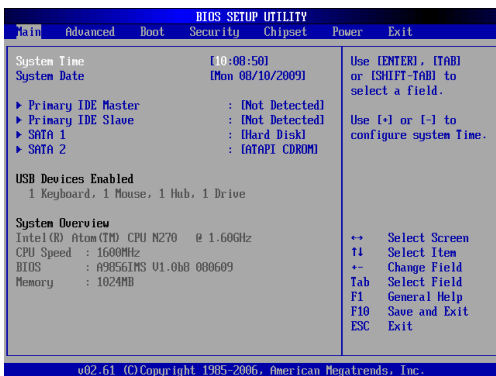 BIOS SETUP UTILITY
Main Advanced Boot Security Chipset Power Exit
System Time [10:08:50]
System Date [Mon 08/10/2009]
Primary IDE Master : [Not Detected]
Primary IDE Slave : [Not Detected]
SATA 1 : [Hard Disk]
SATA 2 : [ATAPI CDROM]
USB Devices Enabled
1 Keyboard, 1 Mouse, 1 Hub, 1 Drive
System Overview
Intel(R) Atom(TM) CPU N270 @ 1.60GHz
CPU Speed : 1600MHz
BIOS : A9856IMS V1.0b8 080609
Memory : 1024MB
Use [ENTER], [TAB]
or [SHIFT-TAB] to
select a field.
Use [+] or [-] to
configure system Time.
↔ Select Screen
↑↓ Select Item
+- Change Field
Tab Select Field
F1 General Help
F10 Save and Exit
ESC Exit
v02.61 (C)Copyright 1985-2006, American Megatrends, Inc.